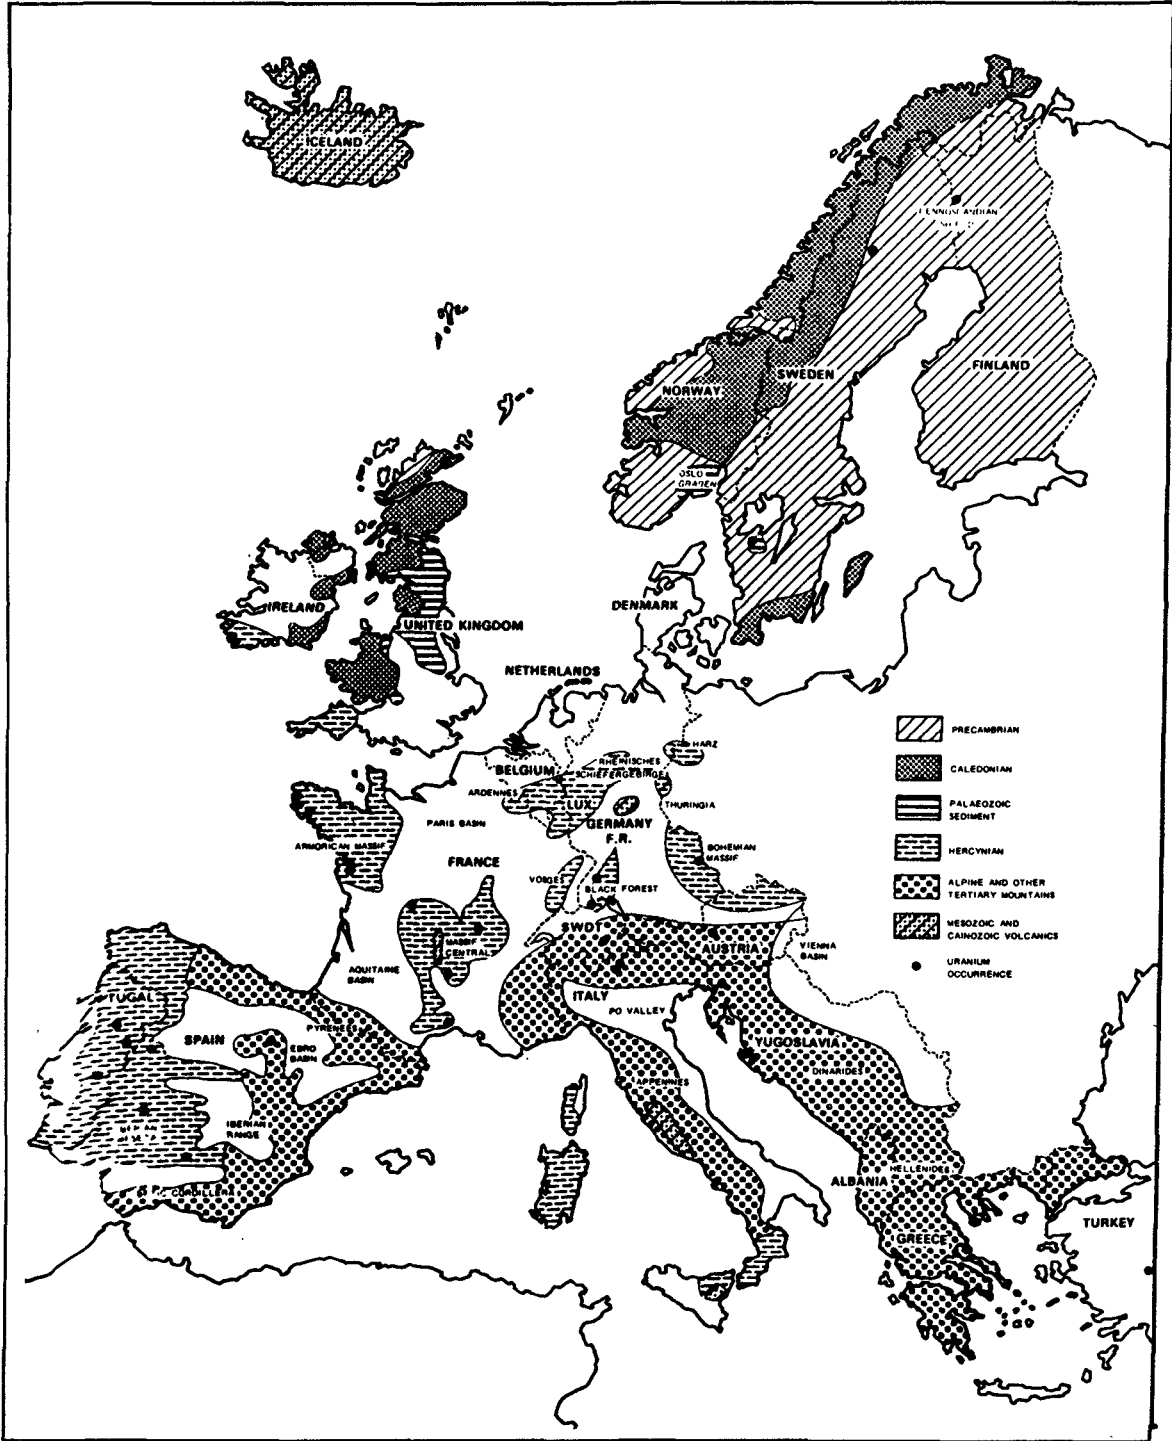 ICELAND
NORWAY
SWEDEN
FINLAND
OSLO
GRABEN
IRELAND
UNITED KINGDOM
DENMARK
NETHERLANDS
BELGIUM
ARDENNES
RHEINISCHES
SCHIEFERGEBIRGE
HARZ
LUX
THURINGIA
GERMANY
F.R.
PARIS BASIN
ARMORICAN MASSIF
FRANCE
VOSGES
BLACK FOREST
BOHEMIAN
MASSIF
MASSIF
CENTRAL
AQUITAINE
BASIN
AUSTRIA
VIENNA
BASIN
ITALY
PO VALLEY
TUGAL
SPAIN
PYRENEES
EBRO
BASIN
IBERIAN
RANGE
CORDILLERA
APPENINES
YUGOSLAVIA
DINARIDES
ALBANIA
HELLENIDES
GREECE
TURKEY
PRECAMBRIAN
CALEDONIAN
PALAEOZOIC
SEDIMENT
HERCYNIAN
ALPINE AND OTHER
TERTIARY MOUNTAINS
MESOZOIC AND
CAINOZOIC VOLCANICS
URANIUM
OCCURRENCE